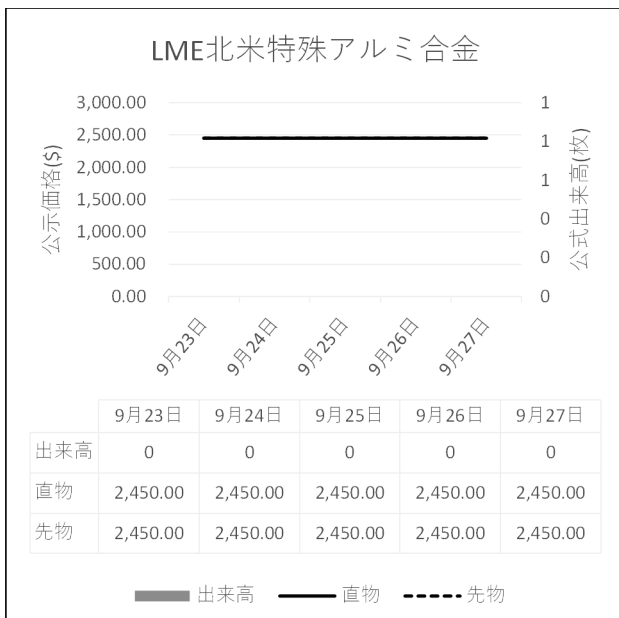 LME北米特殊アルミ合金
公示価格($)
3,000.00
2,500.00
2,000.00
1,500.00
1,000.00
500.00
0.00
1
1
1
0
0
0
公式出来高(枚)
9月23日 9月24日 9月25日 9月26日 9月27日
9月23日 9月24日 9月25日 9月26日 9月27日
出来高 0 0 0 0 0
直物 2,450.00 2,450.00 2,450.00 2,450.00 2,450.00
先物 2,450.00 2,450.00 2,450.00 2,450.00 2,450.00
出来高 直物 先物